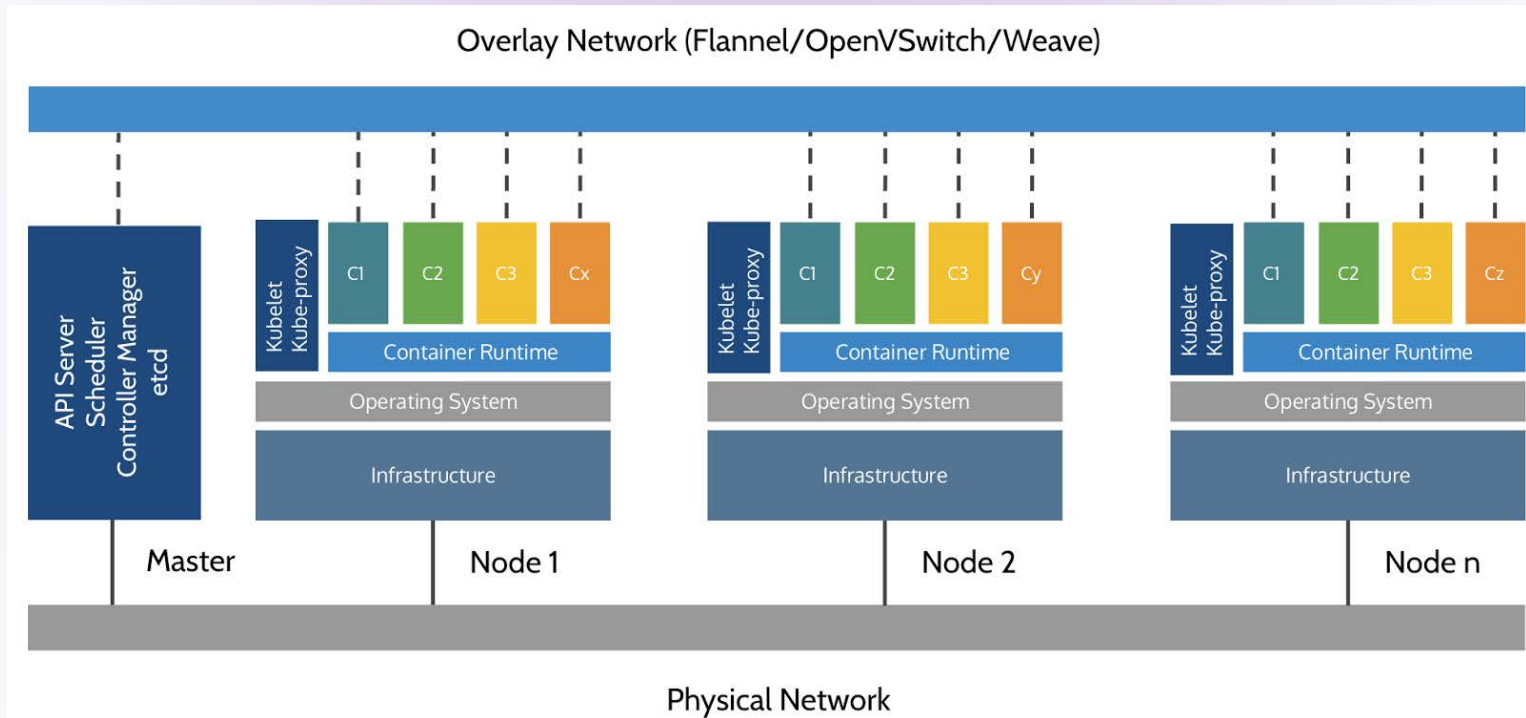 Overlay Network (Flannel/OpenVSwitch/Weave)
API Server
Scheduler
Controller Manager
etcd
Master
Kubelet
Kube-proxy
C1
C2
C3
Cx
Container Runtime
Operating System
Infrastructure
Node 1
Kubelet
Kube-proxy
C1
C2
C3
Cy
Container Runtime
Operating System
Infrastructure
Node 2
Kubelet
Kube-proxy
C1
C2
C3
Cz
Container Runtime
Operating System
Infrastructure
Node n
Physical Network